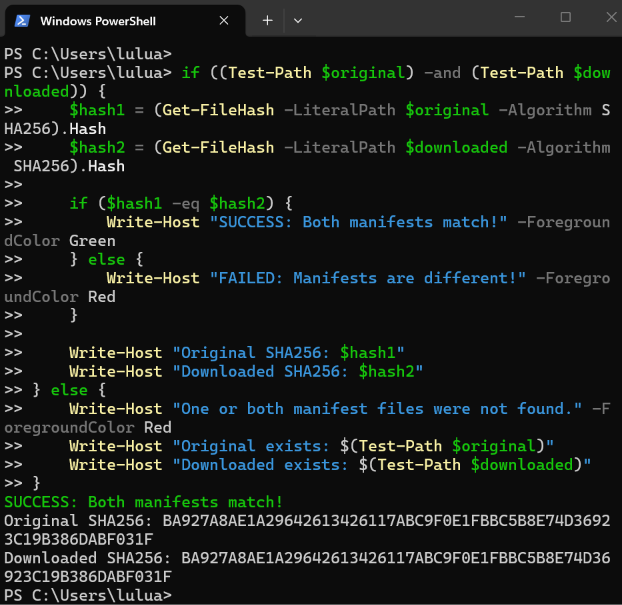 Windows PowerShell
PS C:\Users\lulua>
PS C:\Users\lulua> if ((Test-Path $original) -and (Test-Path $dow
nloaded)) {
>>     $hash1 = (Get-FileHash -LiteralPath $original -Algorithm S
HA256).Hash
>>     $hash2 = (Get-FileHash -LiteralPath $downloaded -Algorithm
 SHA256).Hash
>>
>>     if ($hash1 -eq $hash2) {
>>         Write-Host "SUCCESS: Both manifests match!" -Foregroun
dColor Green
>>     } else {
>>         Write-Host "FAILED: Manifests are different!" -Foregro
undColor Red
>>     }
>>
>>     Write-Host "Original SHA256: $hash1"
>>     Write-Host "Downloaded SHA256: $hash2"
>> } else {
>>     Write-Host "One or both manifest files were not found." -F
oregroundColor Red
>>     Write-Host "Original exists: $(Test-Path $original)"
>>     Write-Host "Downloaded exists: $(Test-Path $downloaded)"
>> }
SUCCESS: Both manifests match!
Original SHA256: BA927A8AE1A29642613426117ABC9F0E1FBBC5B8E74D3692
3C19B386DABF031F
Downloaded SHA256: BA927A8AE1A29642613426117ABC9F0E1FBBC5B8E74D36
923C19B386DABF031F
PS C:\Users\lulua>